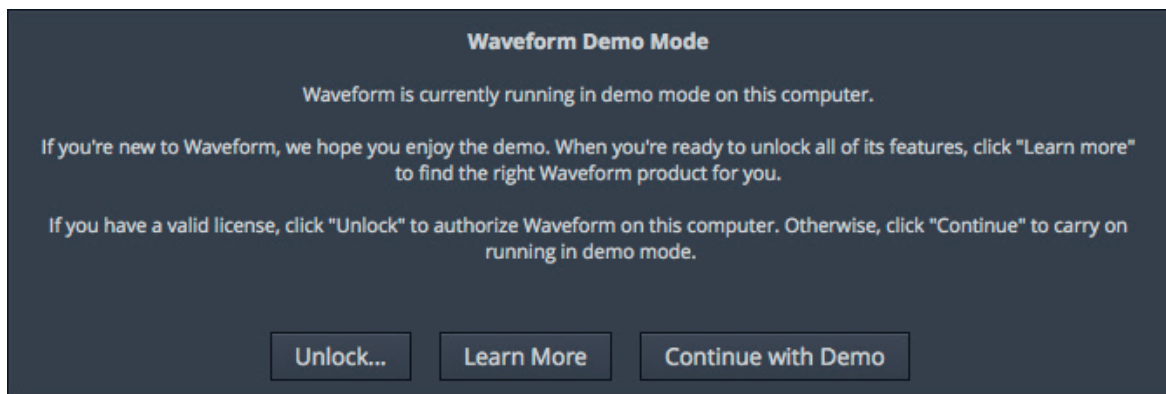 Waveform Demo Mode
Waveform is currently running in demo mode on this computer.
If you're new to Waveform, we hope you enjoy the demo. When you're ready to unlock all of its features, click "Learn more"
to find the right Waveform product for you.
If you have a valid license, click "Unlock" to authorize Waveform on this computer. Otherwise, click "Continue" to carry on
running in demo mode.
Unlock... Learn More Continue with Demo